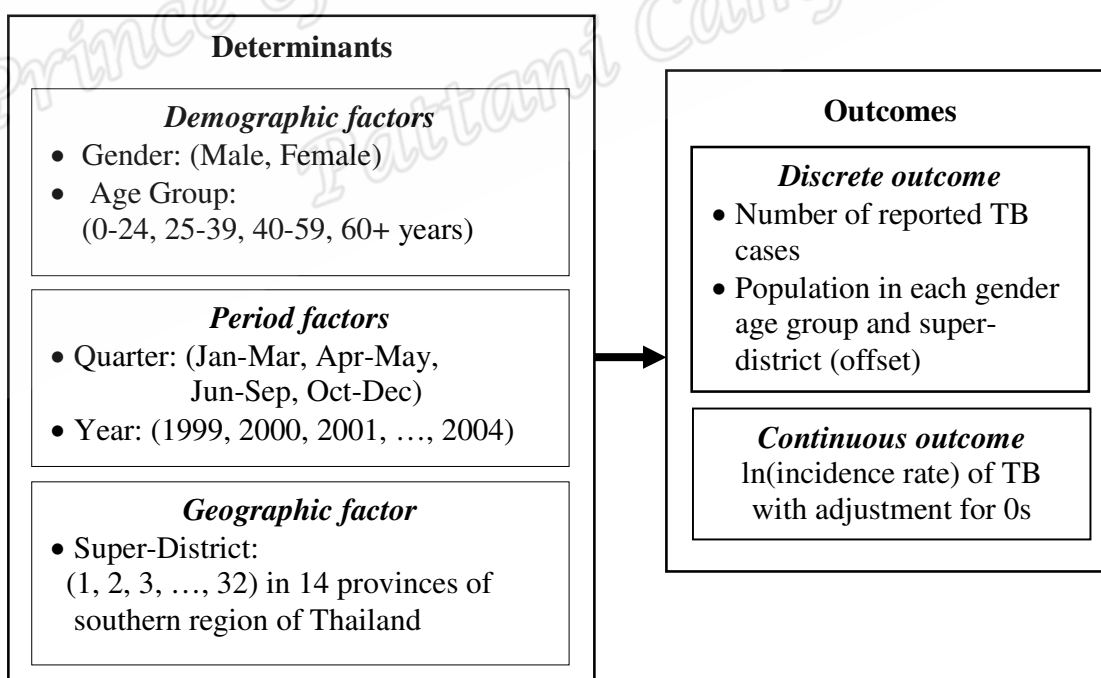 Prince of
Pattani Cam
Determinants
Demographic factors
• Gender: (Male, Female)
• Age Group:
(0-24, 25-39, 40-59, 60+ years)
Period factors
• Quarter: (Jan-Mar, Apr-May,
Jun-Sep, Oct-Dec)
• Year: (1999, 2000, 2001, …, 2004)
Geographic factor
• Super-District:
(1, 2, 3, …, 32) in 14 provinces of
southern region of Thailand
Outcomes
Discrete outcome
• Number of reported TB
cases
• Population in each gender
age group and super-
district (offset)
Continuous outcome
ln(incidence rate) of TB
with adjustment for 0s